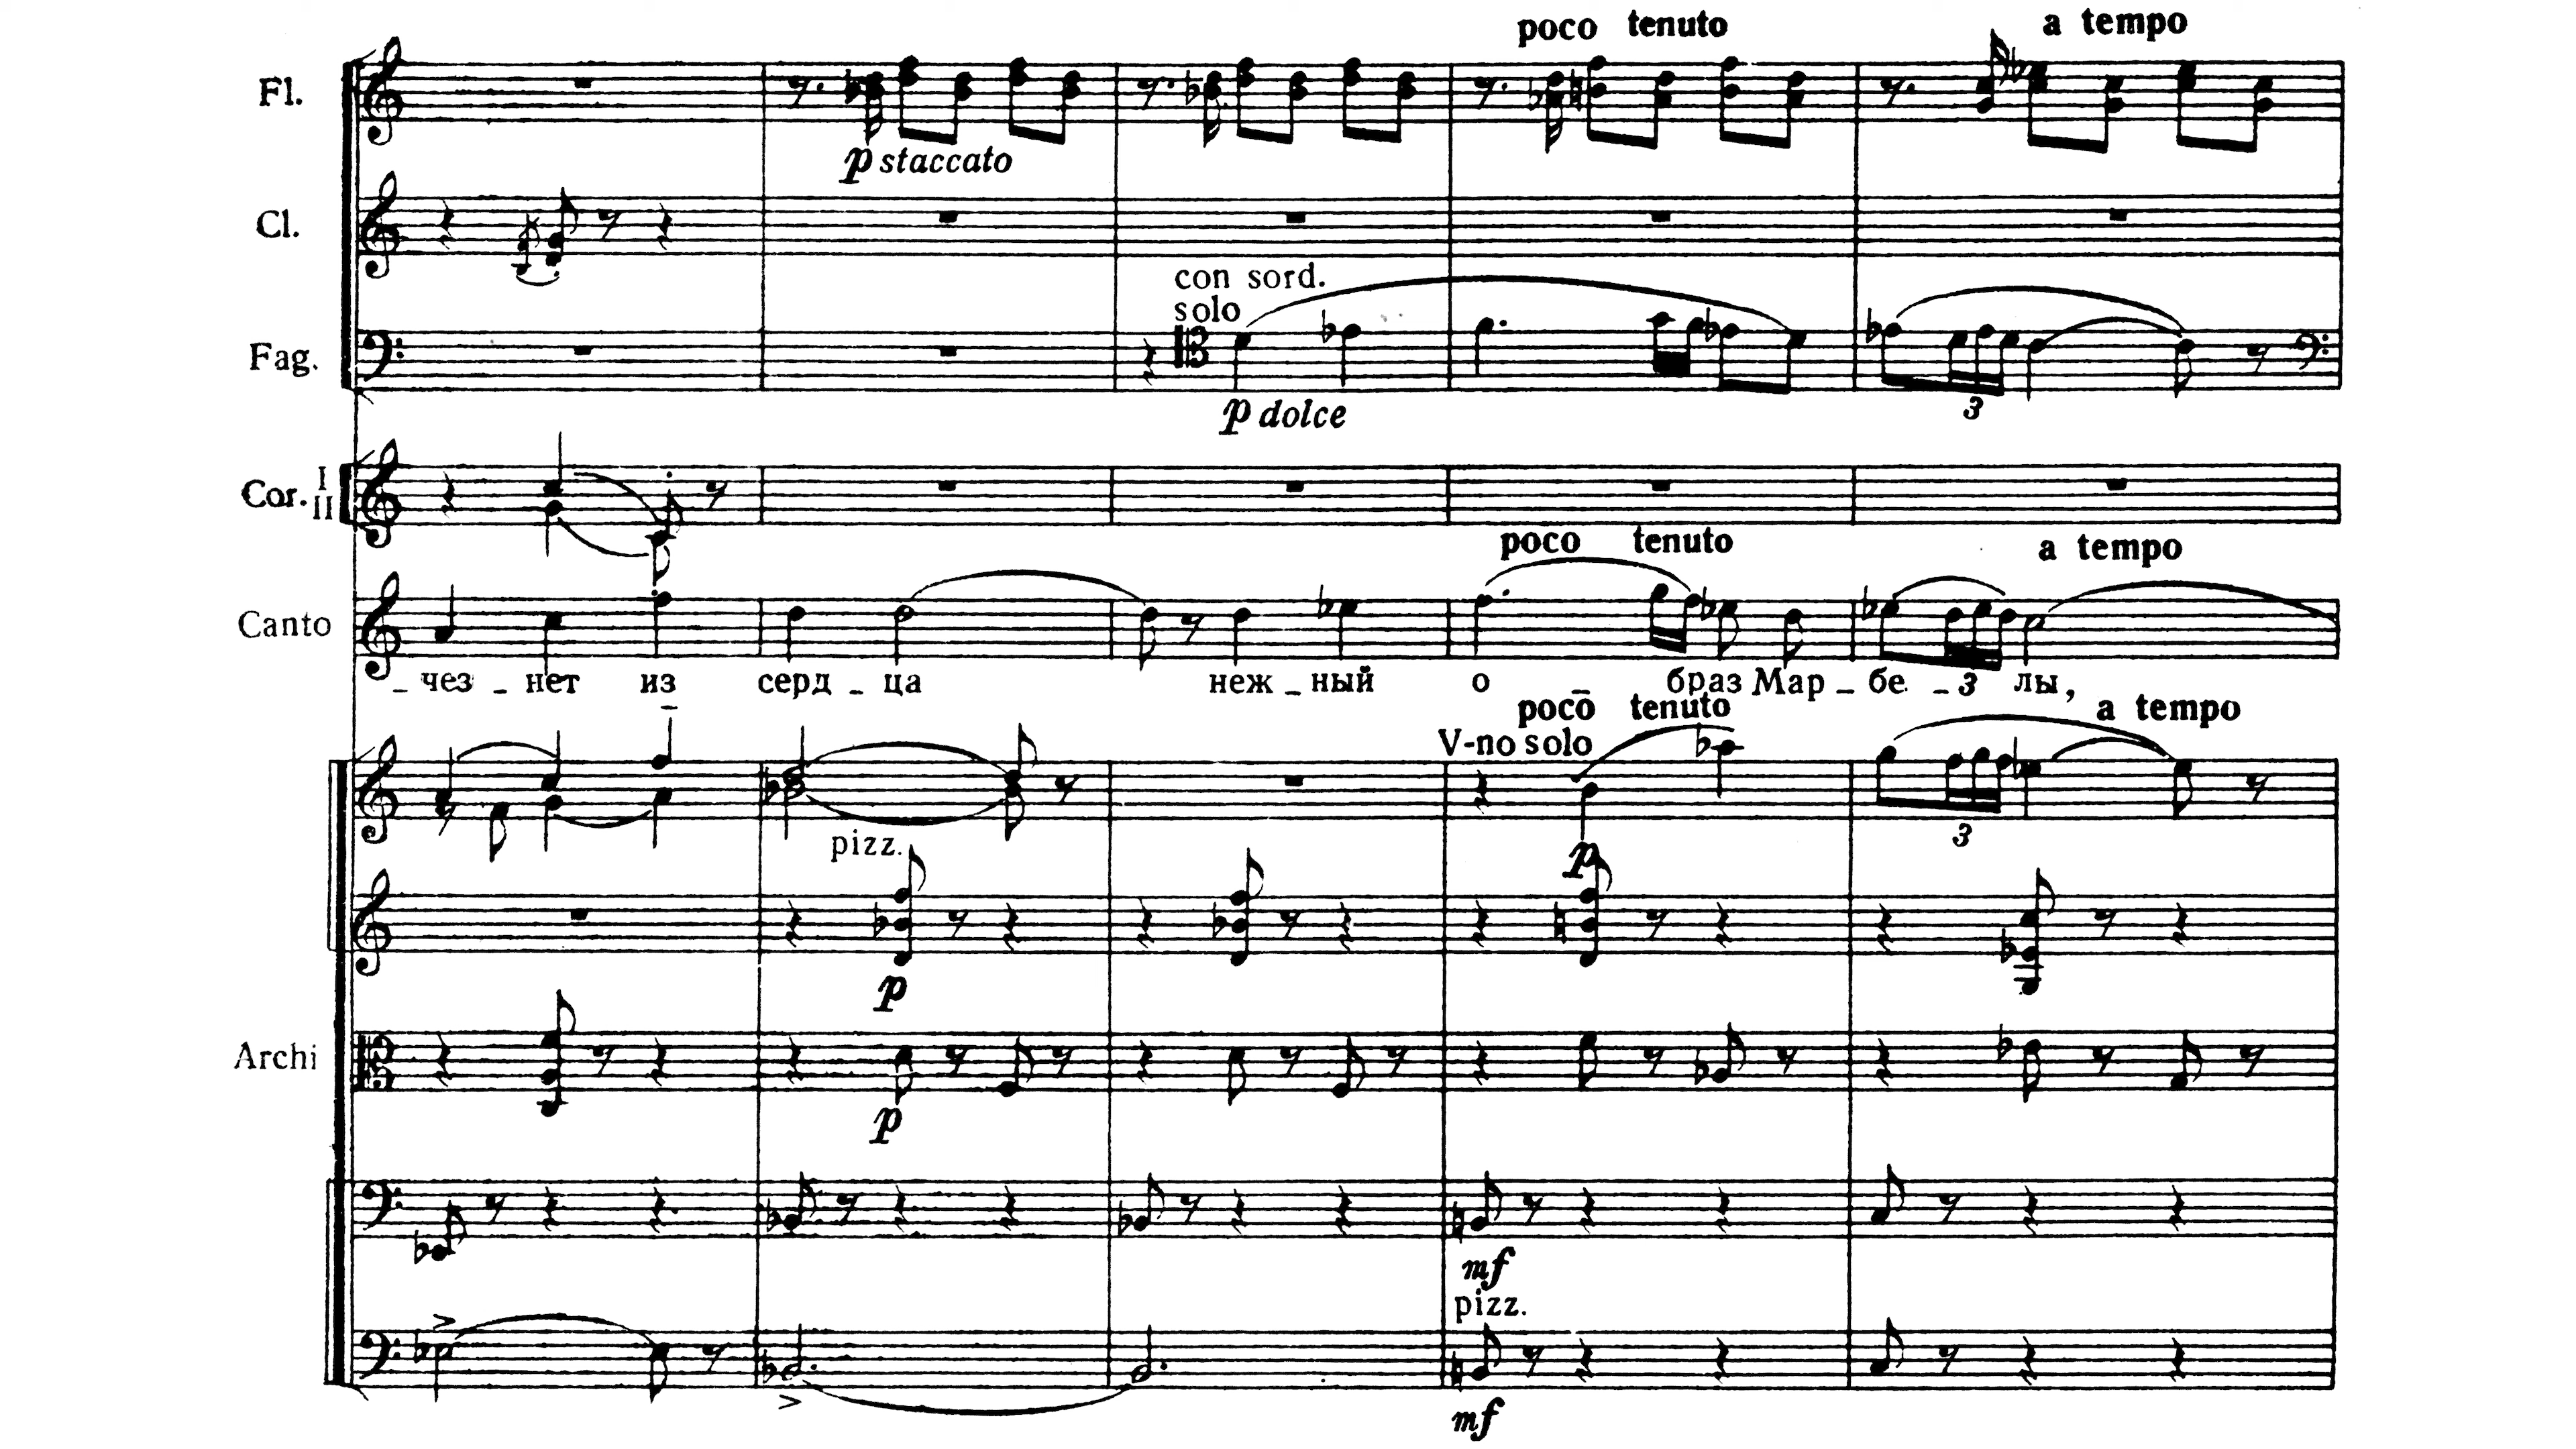 poco tenuto a tempo
Fl.
p staccato
Cl.
con sord.
solo
Fag.
p dolce
3
Cor. I
II
poco tenuto a tempo
Canto
_ чез _ нет из серд _ ца неж _ ный о _ браз Мар _ бе _ 3 лы,
poco tenuto a tempo
V-no solo
3
pizz.
p
p
Archi
p
mf
pizz.
mf